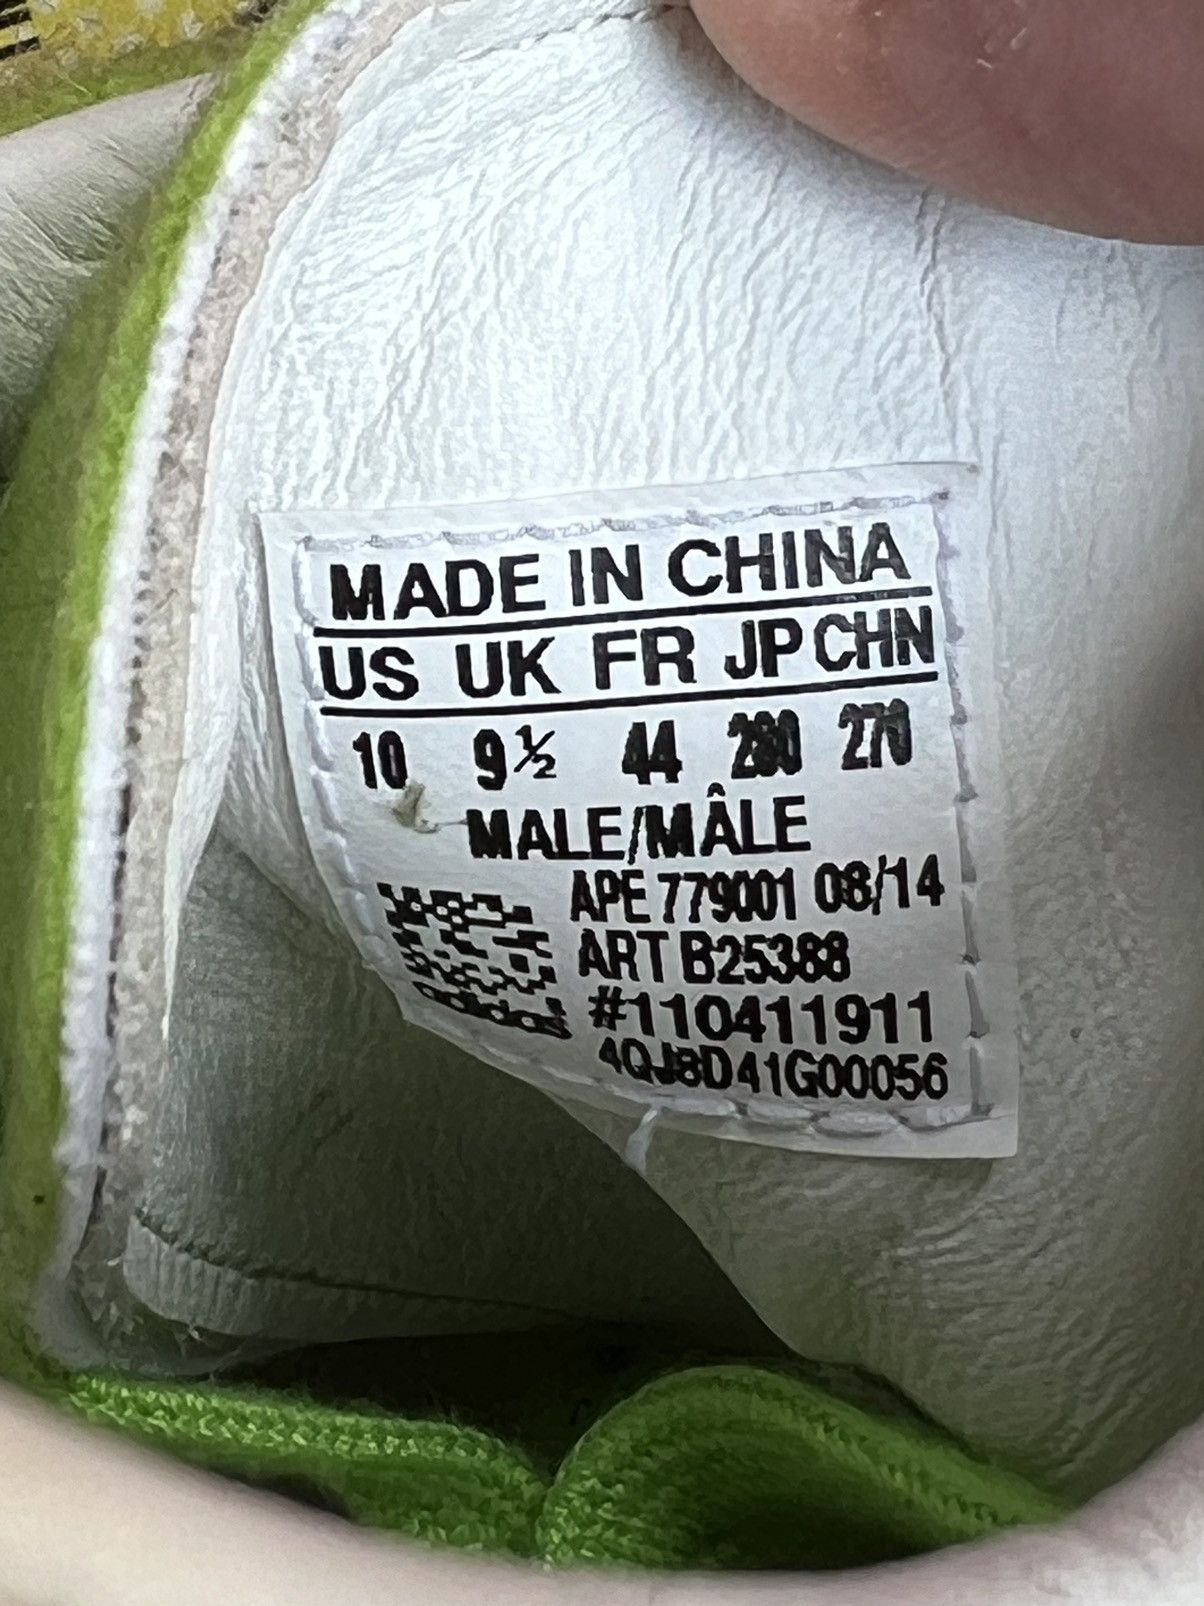 MADE IN CHINA
US UK FR JP CHN
10 9½ 44 280 270
MALE/MÂLE
APE 779001 08/14
ART B25388
#110411911
4QJ8D41G00056
adidas